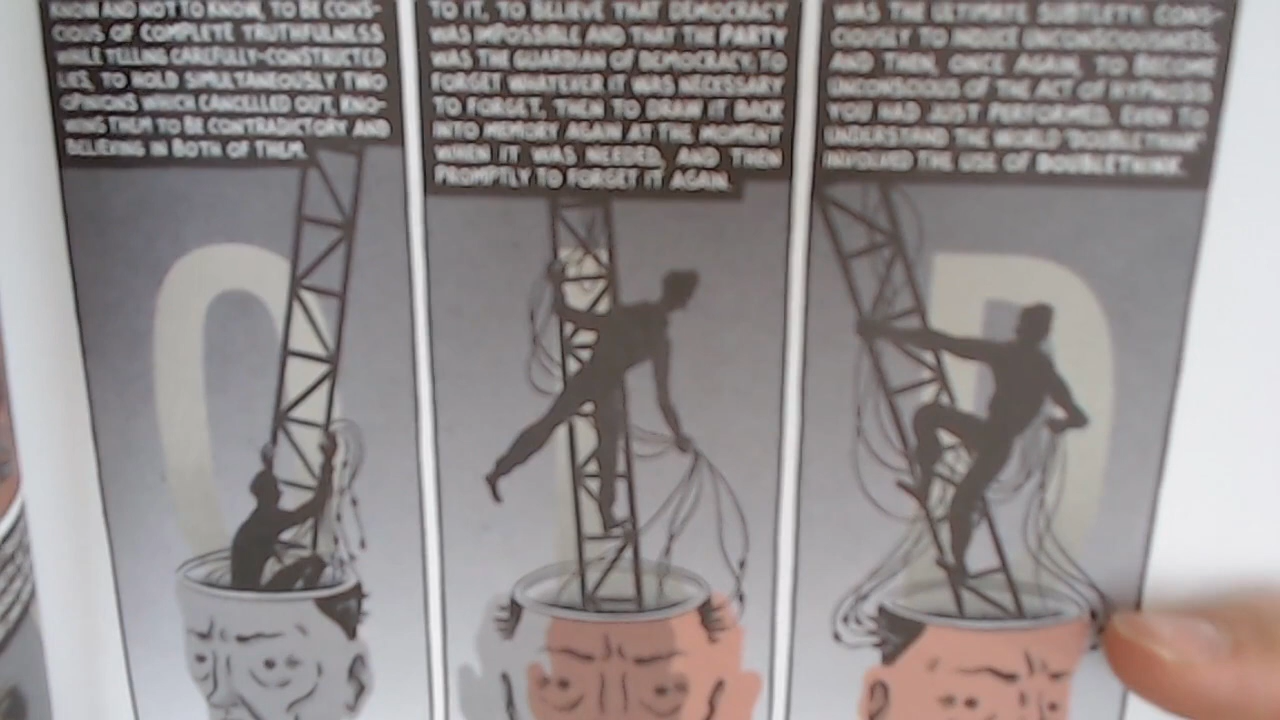 KNOW AND NOT TO KNOW, TO BE CONS-
CIOUS OF COMPLETE TRUTHFULNESS
WHILE TELLING CAREFULLY-CONSTRUCTED
LIES, TO HOLD SIMULTANEOUSLY TWO
OPINIONS WHICH CANCELLED OUT, KNO-
WING THEM TO BE CONTRADICTORY AND
BELIEVING IN BOTH OF THEM.
TO IT, TO BELIEVE THAT DEMOCRACY
WAS IMPOSSIBLE AND THAT THE PARTY
WAS THE GUARDIAN OF DEMOCRACY, TO
FORGET WHATEVER IT WAS NECESSARY
TO FORGET, THEN TO DRAW IT BACK
INTO MEMORY AGAIN AT THE MOMENT
WHEN IT WAS NEEDED, AND THEN
PROMPTLY TO FORGET IT AGAIN.
WAS THE ULTIMATE SUBTLETY: CONS-
CIOUSLY TO INDUCE UNCONSCIOUSNESS,
AND THEN, ONCE AGAIN, TO BECOME
UNCONSCIOUS OF THE ACT OF HYPNOSIS
YOU HAD JUST PERFORMED. EVEN TO
UNDERSTAND THE WORLD "DOUBLETHINK"
INVOLVED THE USE OF DOUBLETHINK.